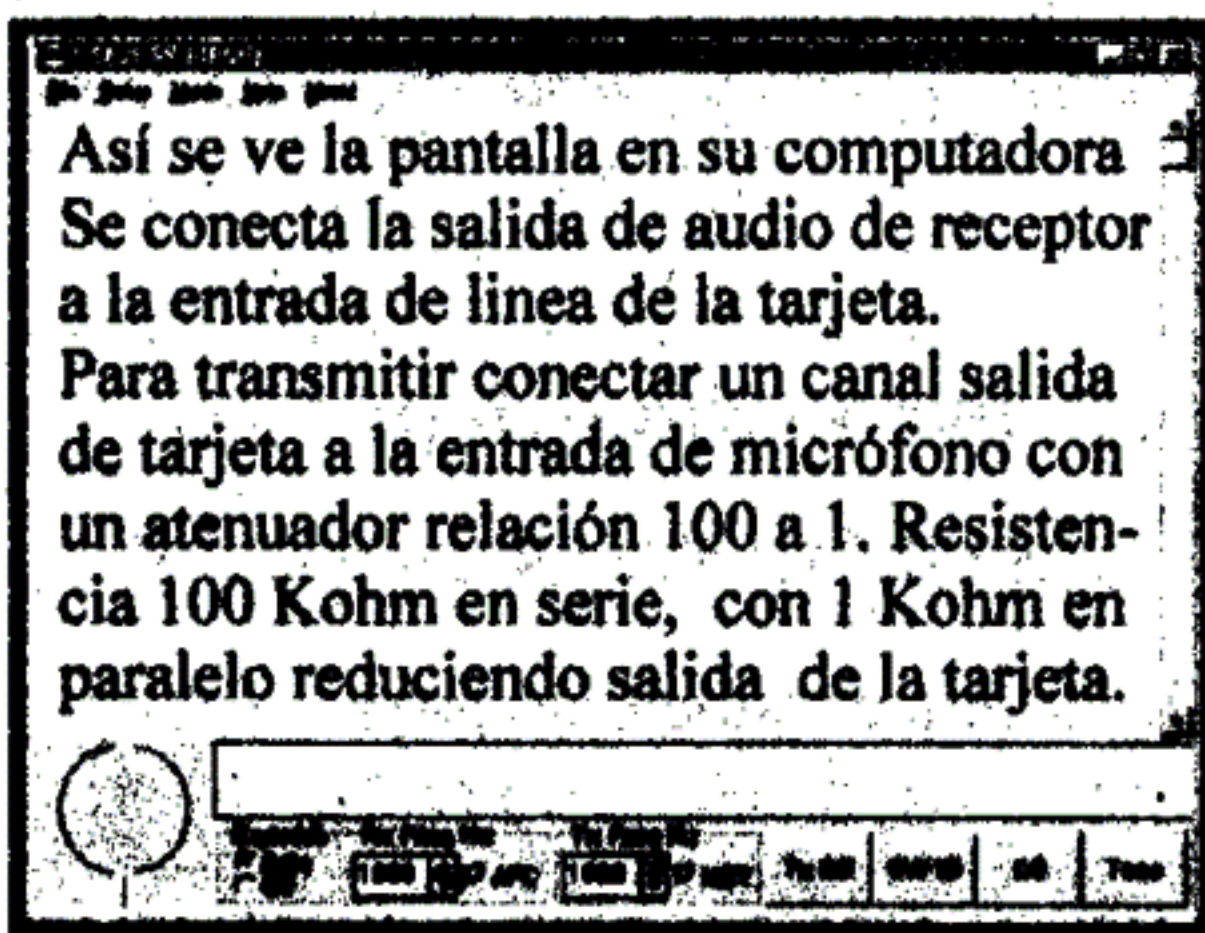 Así se ve la pantalla en su computadora
Se conecta la salida de audio de receptor
a la entrada de linea de la tarjeta.
Para transmitir conectar un canal salida
de tarjeta a la entrada de micrófono con
un atenuador relación 100 a 1. Resisten-
cia 100 Kohm en serie, con 1 Kohm en
paralelo reduciendo salida de la tarjeta.